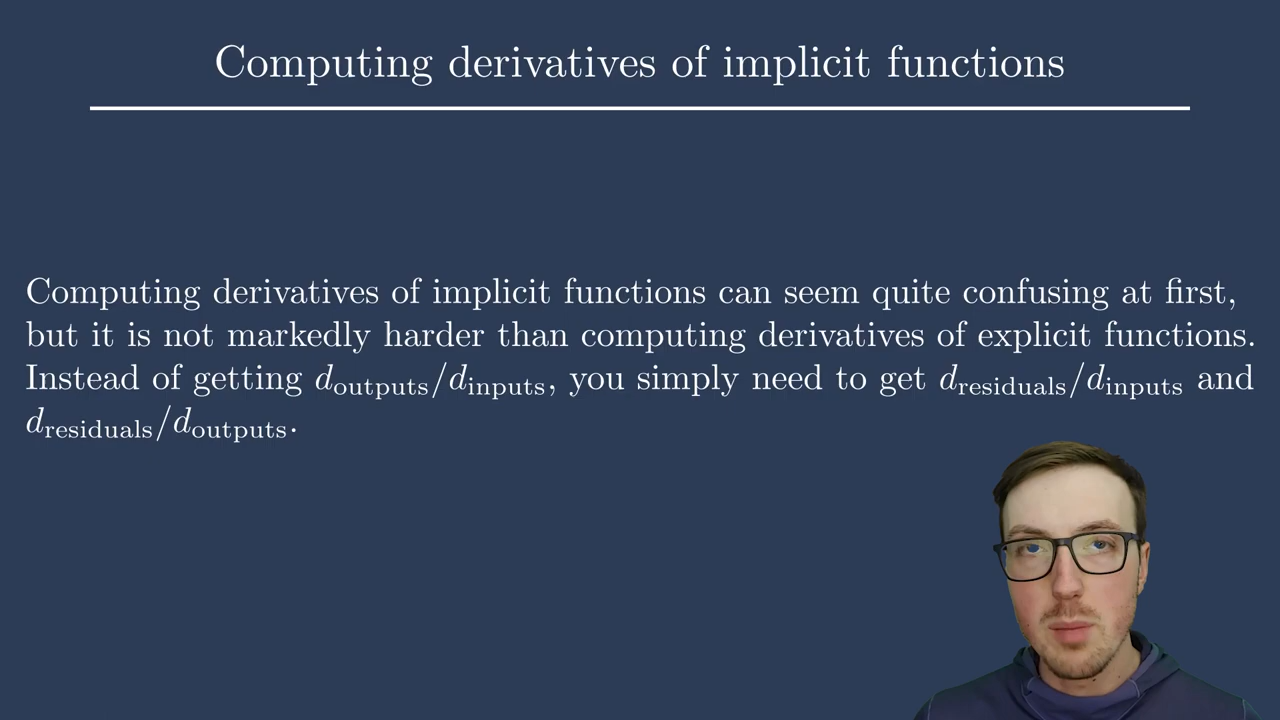 Computing derivatives of implicit functions
Computing derivatives of implicit functions can seem quite confusing at first,
but it is not markedly harder than computing derivatives of explicit functions.
Instead of getting d_outputs/d_inputs, you simply need to get d_residuals/d_inputs and
d_residuals/d_outputs.